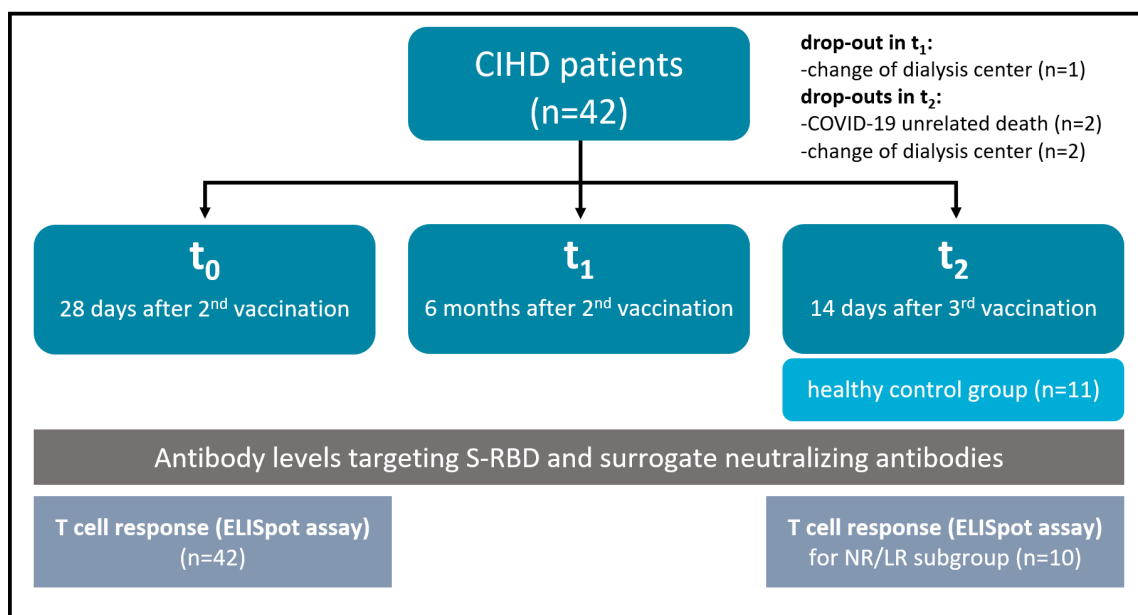 CIHD patients
(n=42)
drop-out in t₁:
-change of dialysis center (n=1)
drop-outs in t₂:
-COVID-19 unrelated death (n=2)
-change of dialysis center (n=2)
t₀
28 days after 2ⁿᵈ vaccination
t₁
6 months after 2ⁿᵈ vaccination
t₂
14 days after 3ʳᵈ vaccination
healthy control group (n=11)
Antibody levels targeting S-RBD and surrogate neutralizing antibodies
T cell response (ELISpot assay)
(n=42)
T cell response (ELISpot assay)
for NR/LR subgroup (n=10)